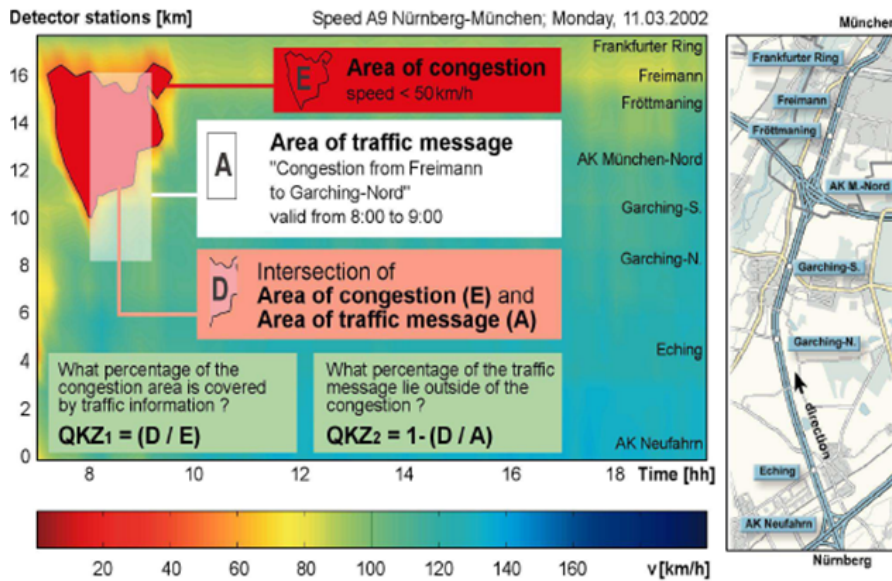 Detector stations [km]
Speed A9 Nürnberg-München; Monday, 11.03.2002
16
14
12
10
8
6
4
2
0
E
Area of congestion
speed < 50km/h
A
Area of traffic message
"Congestion from Freimann
to Garching-Nord"
valid from 8:00 to 9:00
D
Intersection of
Area of congestion (E) and
Area of traffic message (A)
What percentage of the
congestion area is covered
by traffic information ?
QKZ1 = (D / E)
What percentage of the traffic
message lie outside of the
congestion ?
QKZ2 = 1- (D / A)
Frankfurter Ring
Freimann
Fröttmaning
AK München-Nord
Garching-S.
Garching-N.
Eching
AK Neufahrn
8 10 12 14 16 18 Time [hh]
20 40 60 80 100 120 140 160 v[km/h]
München
Frankfurter Ring
Freimann
Fröttmaning
AK M.-Nord
Garching-S.
Garching-N.
direction
Eching
AK Neufahrn
Nürnberg